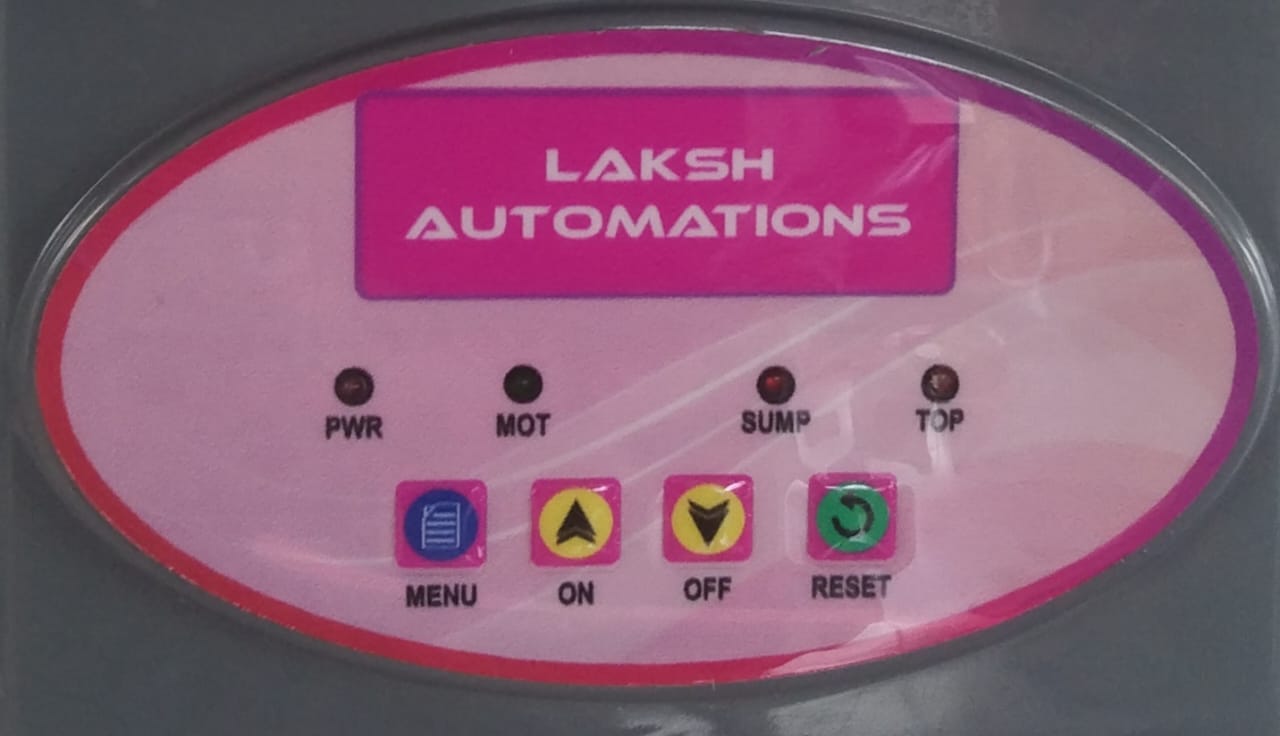 LAKSH
AUTOMATIONS
PWR MOT SUMP TOP
MENU ON OFF RESET